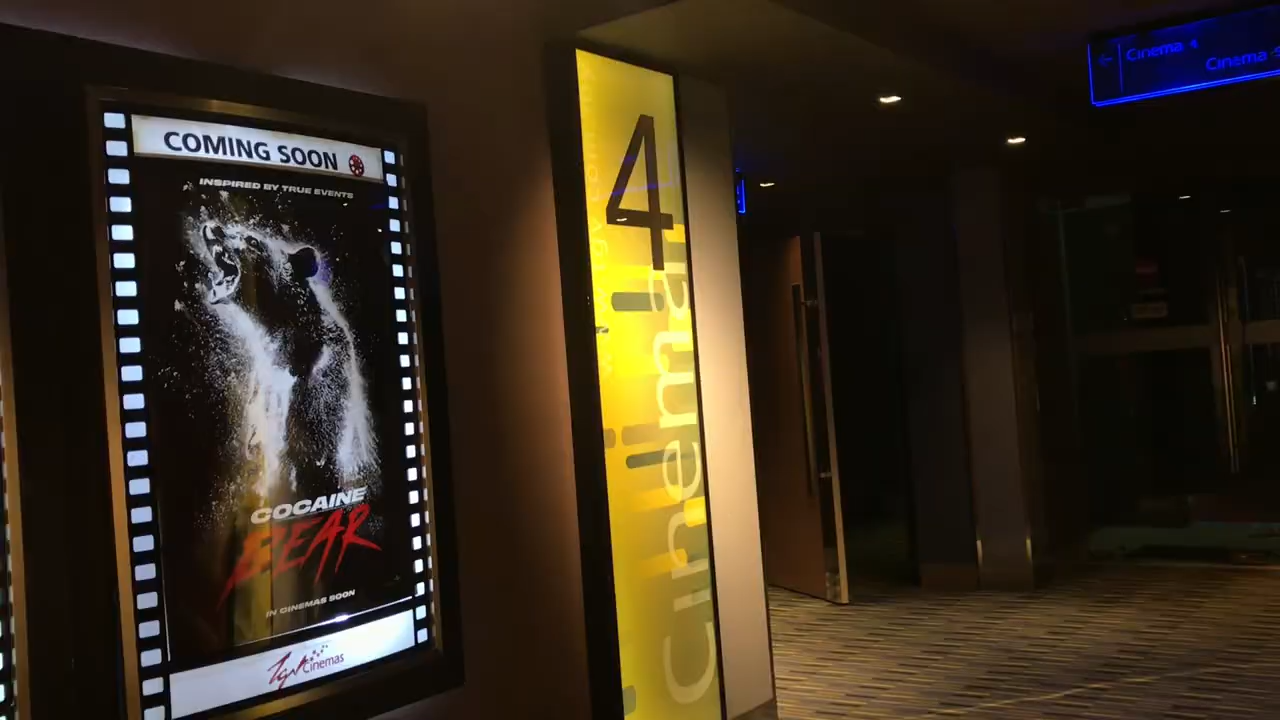 COMING SOON
INSPIRED BY TRUE EVENTS
COCAINE
BEAR
IN CINEMAS SOON
Tgv Cinemas
4
Cinema
Cinema 4
Cinema